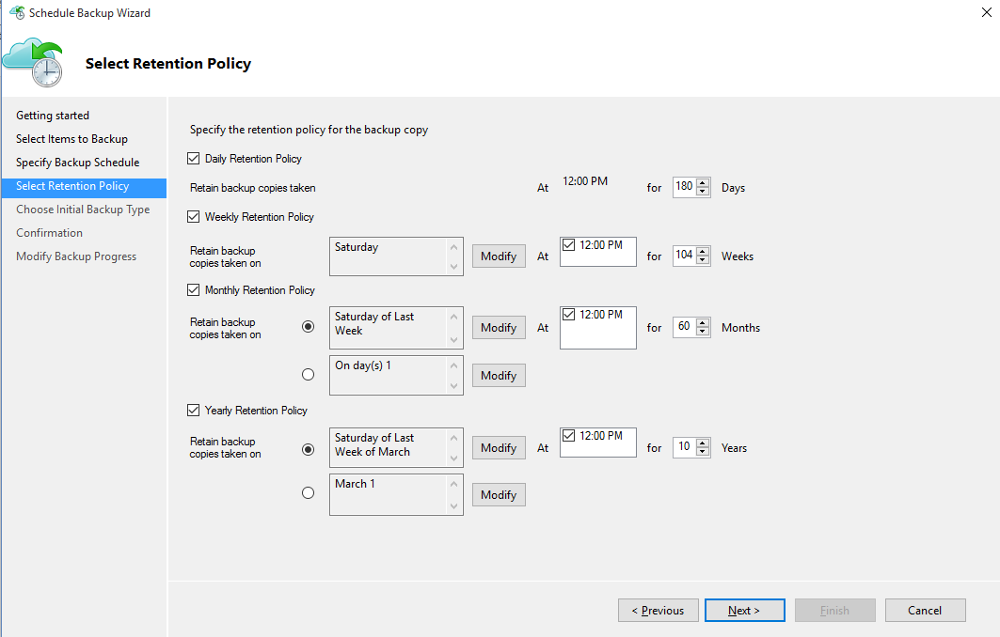 Schedule Backup Wizard
Select Retention Policy
Getting started
Select Items to Backup
Specify Backup Schedule
Select Retention Policy
Choose Initial Backup Type
Confirmation
Modify Backup Progress
Specify the retention policy for the backup copy
Daily Retention Policy
Retain backup copies taken At 12:00 PM for 180 Days
Weekly Retention Policy
Retain backup
copies taken on
Saturday
Modify At 12:00 PM for 104 Weeks
Monthly Retention Policy
Retain backup
copies taken on
Saturday of Last
Week
Modify At 12:00 PM for 60 Months
On day(s) 1
Modify
Yearly Retention Policy
Retain backup
copies taken on
Saturday of Last
Week of March
Modify At 12:00 PM for 10 Years
March 1
Modify
< Previous Next > Finish Cancel